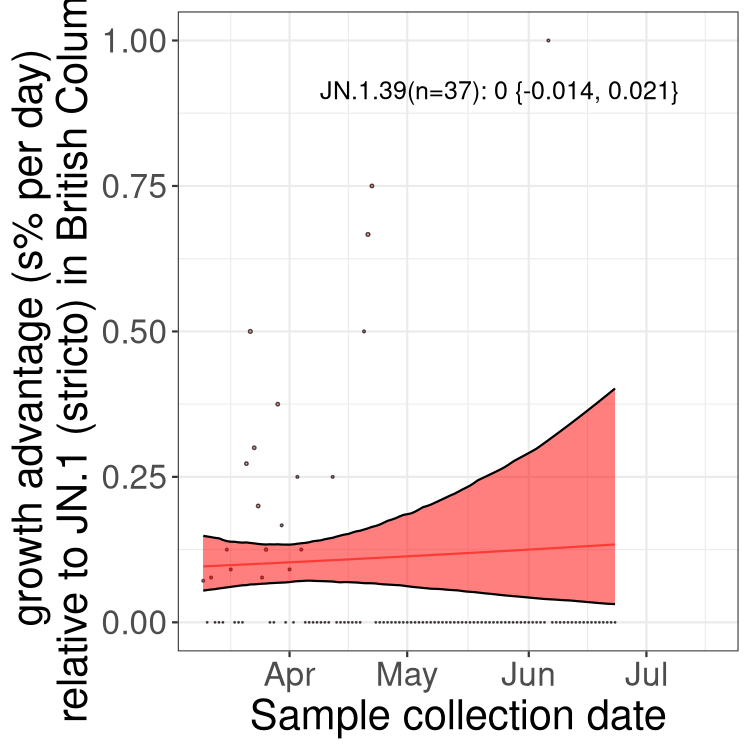 growth advantage (s% per day)
relative to JN.1 (stricto) in British Colum
1.00
0.75
0.50
0.25
0.00
JN.1.39(n=37): 0 {-0.014, 0.021}
Apr May Jun Jul
Sample collection date